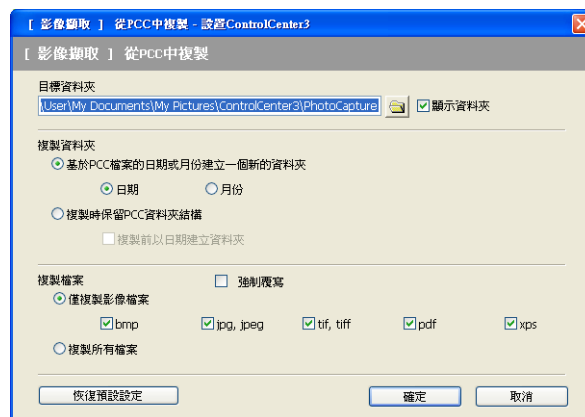 [ 影像擷取 ] 從PCC中複製 - 設置ControlCenter3
[ 影像擷取 ] 從PCC中複製
目標資料夾
\User\My Documents\My Pictures\ControlCenter3\PhotoCapture 顯示資料夾
複製資料夾
基於PCC檔案的日期或月份建立一個新的資料夾
日期 月份
複製時保留PCC資料夾結構
複製前以日期建立資料夾
複製檔案 強制覆寫
僅複製影像檔案
bmp jpg, jpeg tif, tiff pdf xps
複製所有檔案
恢復預設設定 確定 取消